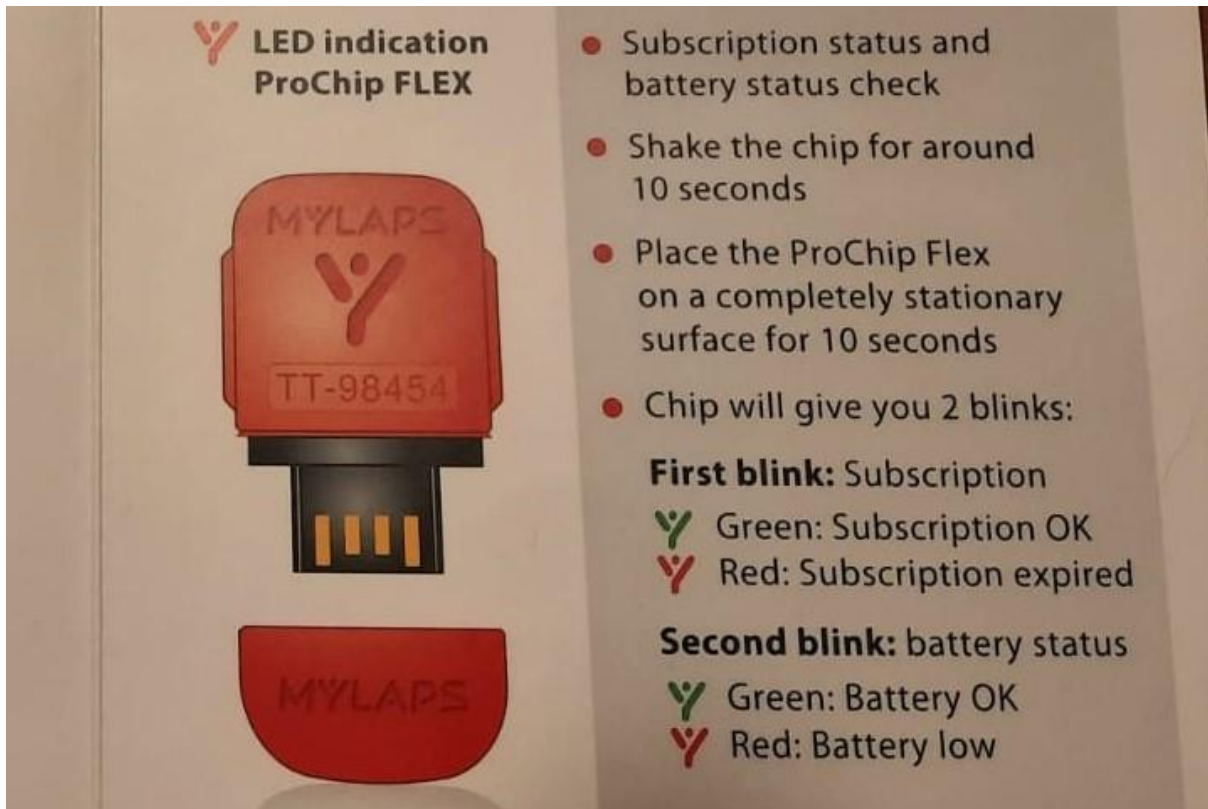 LED indication
ProChip FLEX
MYLAPS
TT-98454
MYLAPS
Subscription status and
battery status check
Shake the chip for around
10 seconds
Place the ProChip Flex
on a completely stationary
surface for 10 seconds
Chip will give you 2 blinks:
First blink: Subscription
Green: Subscription OK
Red: Subscription expired
Second blink: battery status
Green: Battery OK
Red: Battery low